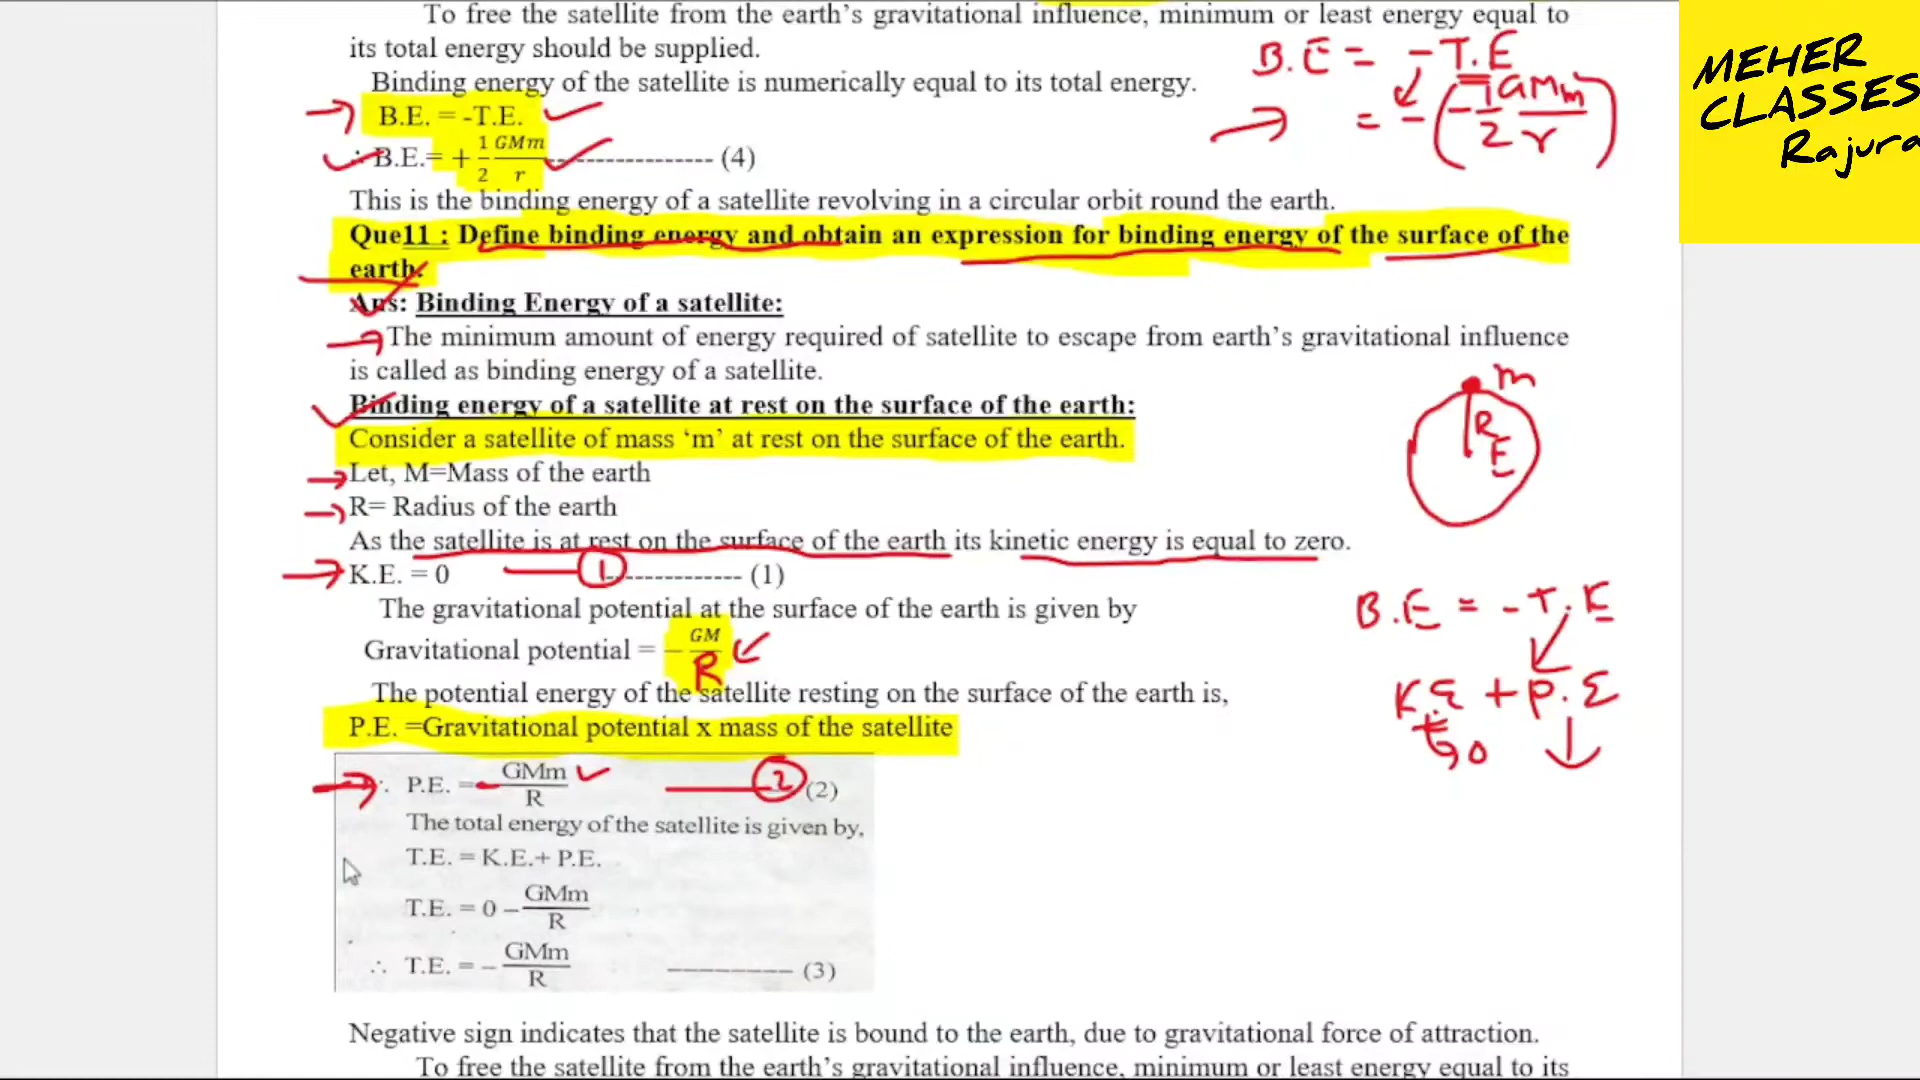 To free the satellite from the earth's gravitational influence, minimum or least energy equal to
its total energy should be supplied.
Binding energy of the satellite is numerically equal to its total energy.
B.E. = -T.E.
∴ B.E.= + 1/2 GMm/r --------------- (4)
B.E = -T.E
= -(-1/2 GMm/r)
MEHER
CLASSES
Rajura
This is the binding energy of a satellite revolving in a circular orbit round the earth.
Que11 : Define binding energy and obtain an expression for binding energy of the surface of the
earth.
Ans: Binding Energy of a satellite:
The minimum amount of energy required of satellite to escape from earth's gravitational influence
is called as binding energy of a satellite.
Binding energy of a satellite at rest on the surface of the earth:
Consider a satellite of mass 'm' at rest on the surface of the earth.
m
R
E
Let, M=Mass of the earth
R= Radius of the earth
As the satellite is at rest on the surface of the earth its kinetic energy is equal to zero.
K.E. = 0 1 ------------- (1)
The gravitational potential at the surface of the earth is given by
Gravitational potential = - GM/R
The potential energy of the satellite resting on the surface of the earth is,
P.E. =Gravitational potential x mass of the satellite
B.E = -T.E
K.E + P.E
0
∴ P.E. = - GMm/R 2 (2)
The total energy of the satellite is given by,
T.E. = K.E.+ P.E.
T.E. = 0 - GMm/R
∴ T.E. = - GMm/R --------- (3)
Negative sign indicates that the satellite is bound to the earth, due to gravitational force of attraction.
To free the satellite from the earth's gravitational influence, minimum or least energy equal to its